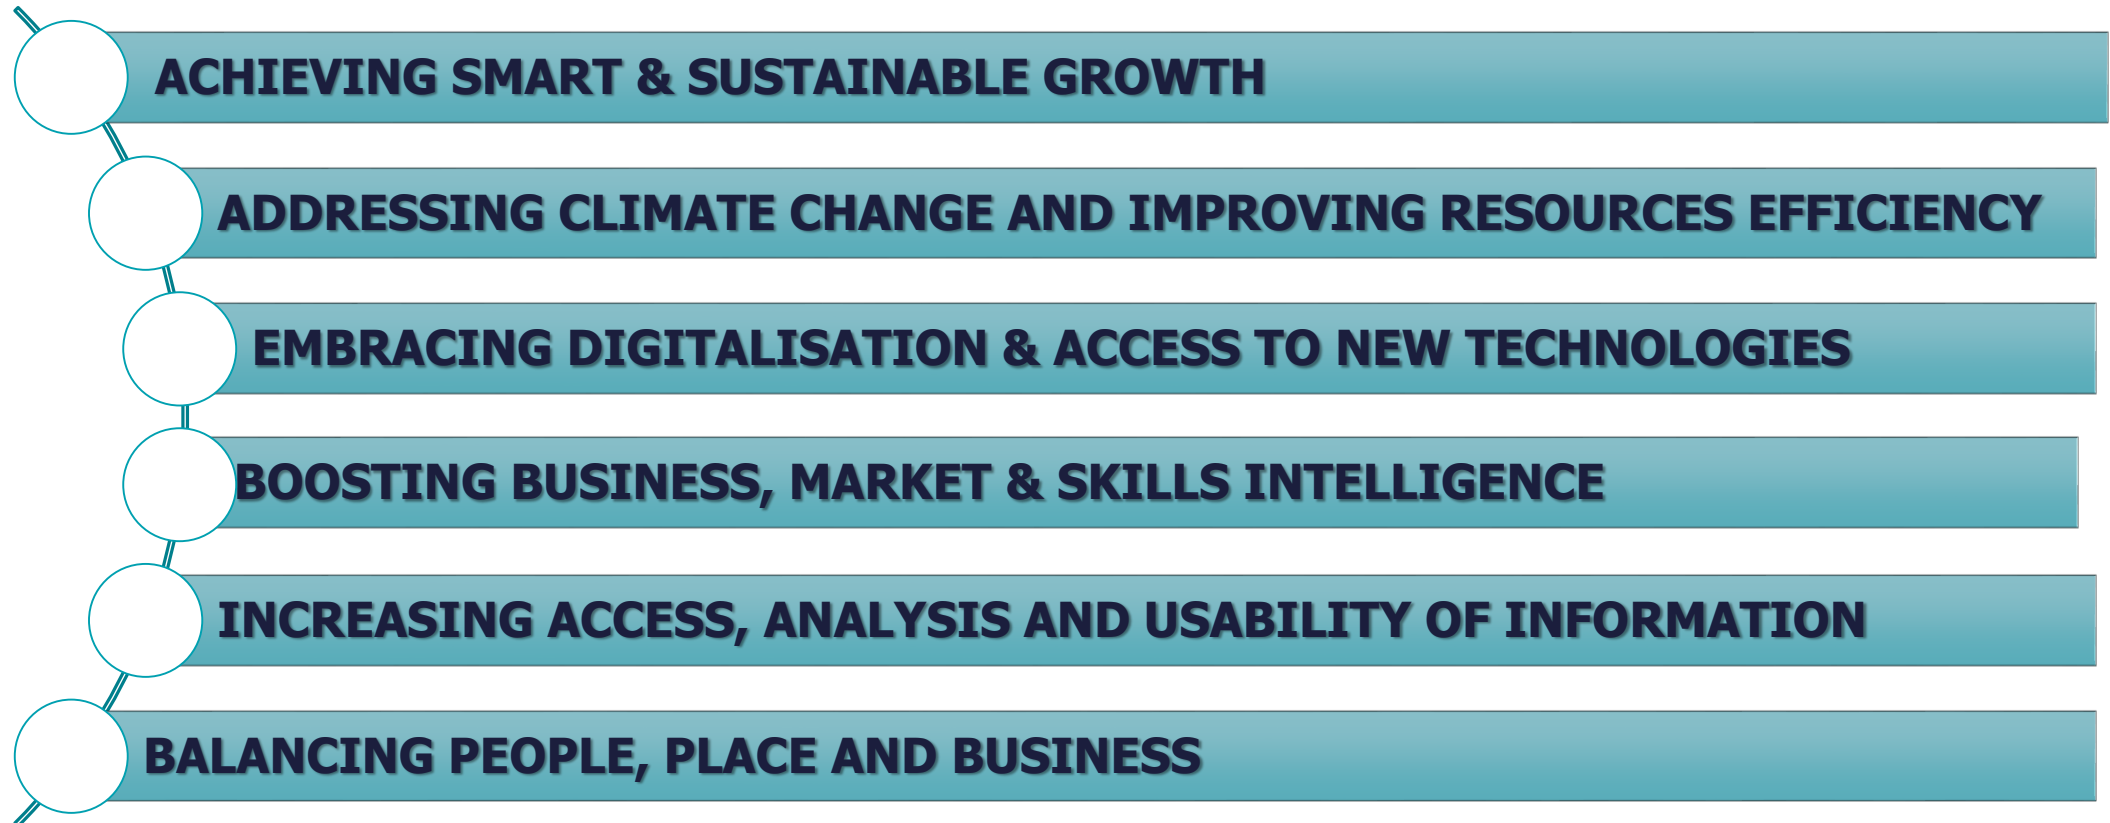 ACHIEVING SMART & SUSTAINABLE GROWTH
ADDRESSING CLIMATE CHANGE AND IMPROVING RESOURCES EFFICIENCY
EMBRACING DIGITALISATION & ACCESS TO NEW TECHNOLOGIES
BOOSTING BUSINESS, MARKET & SKILLS INTELLIGENCE
INCREASING ACCESS, ANALYSIS AND USABILITY OF INFORMATION
BALANCING PEOPLE, PLACE AND BUSINESS